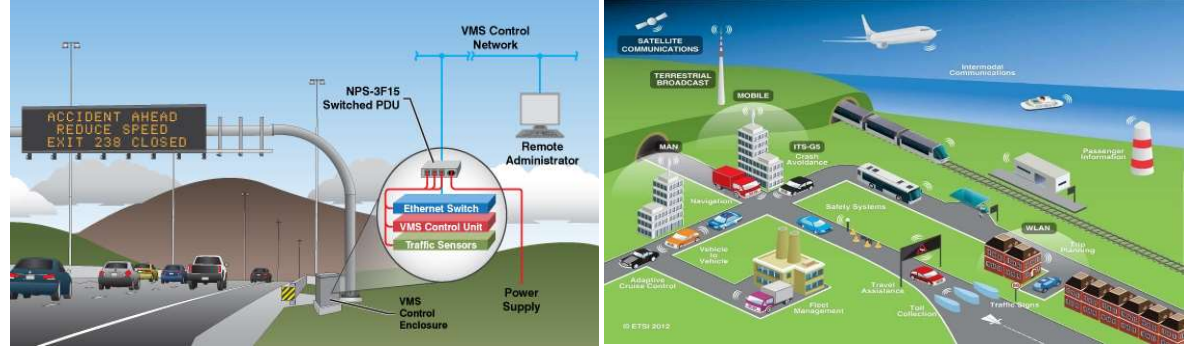 VMS Control
Network
NPS-3F15
Switched PDU
ACCIDENT AHEAD
REDUCE SPEED
EXIT 238 CLOSED
Remote
Administrator
Ethernet Switch
VMS Control Unit
Traffic Sensors
Power
Supply
VMS
Control
Enclosure
SATELLITE
COMMUNICATIONS
TERRESTRIAL
BROADCAST
Intermodal
Communications
MOBILE
MAN
ITS-G5
Crash
Avoidance
Passenger
Information
Navigation
Safety Systems
Vehicle
to
Vehicle
WLAN
Trip
Planning
Adaptive
Cruise Control
Fleet
Management
Travel
Assistance
Toll
Collection
Traffic Signs
© ETSI 2012